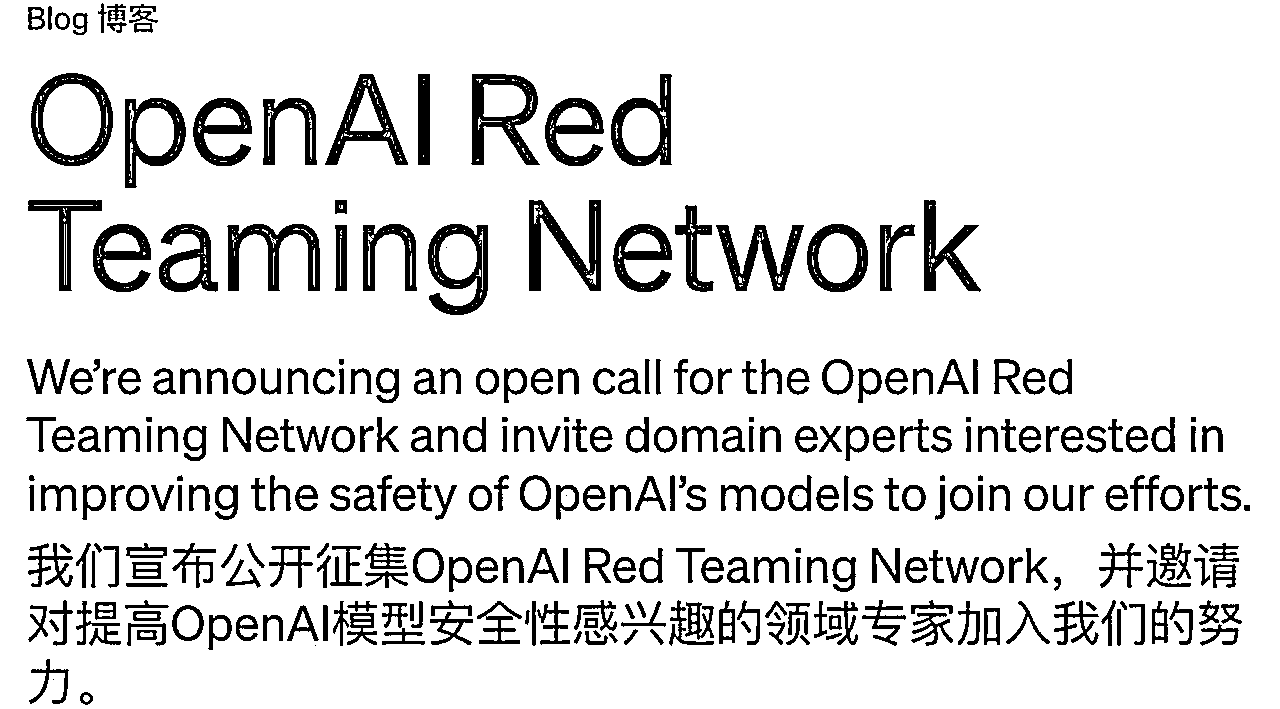 Blog 博客
OpenAI Red
Teaming Network
We’re announcing an open call for the OpenAI Red
Teaming Network and invite domain experts interested in
improving the safety of OpenAI’s models to join our efforts.
我们宣布公开征集OpenAI Red Teaming Network，并邀请
对提高OpenAI模型安全性感兴趣的领域专家加入我们的努
力。